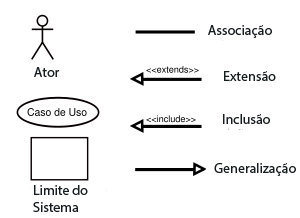 Ator
Caso de Uso
Limite do
Sistema
Associação
<<extends>>
Extensão
<<include>>
Inclusão
Generalização